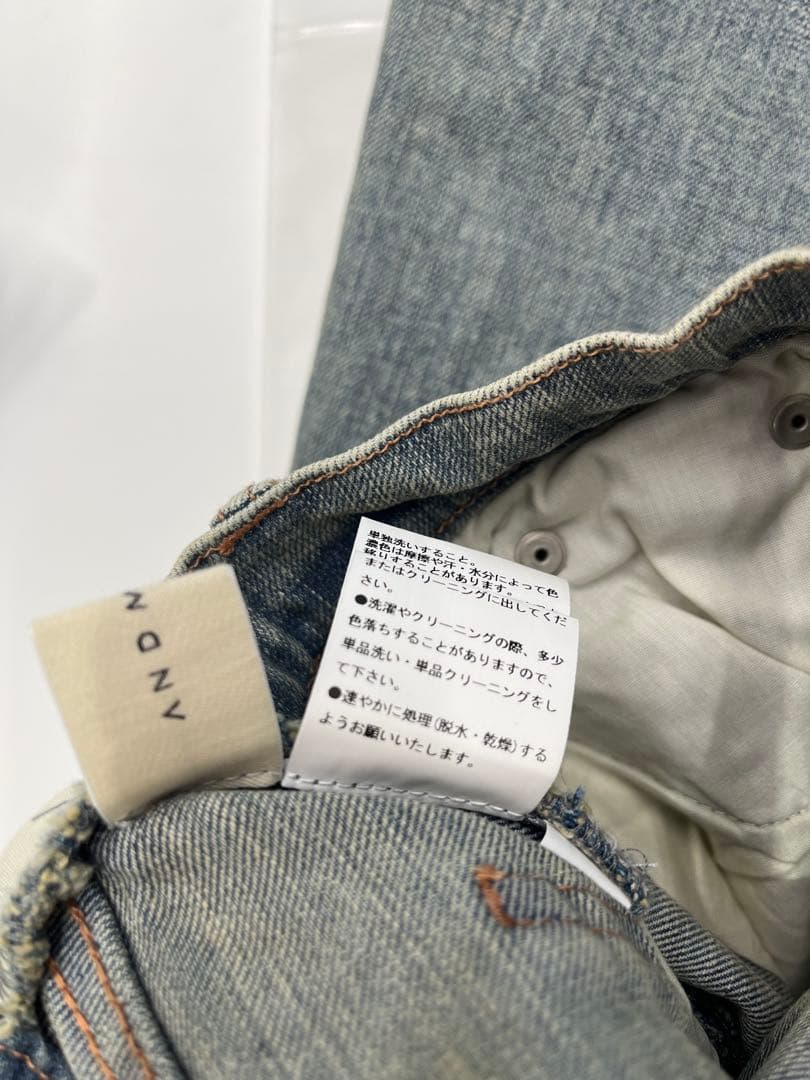 単独洗いすること。
濃色は摩擦や汗・水分によって色
移りすることがあります。
またはクリーニングに出してくだ
さい。
●洗濯やクリーニングの際、多少
色落ちすることがありますので、
単品洗い・単品クリーニングをし
て下さい。
●速やかに処理(脱水・乾燥)する
ようお願いいたします。